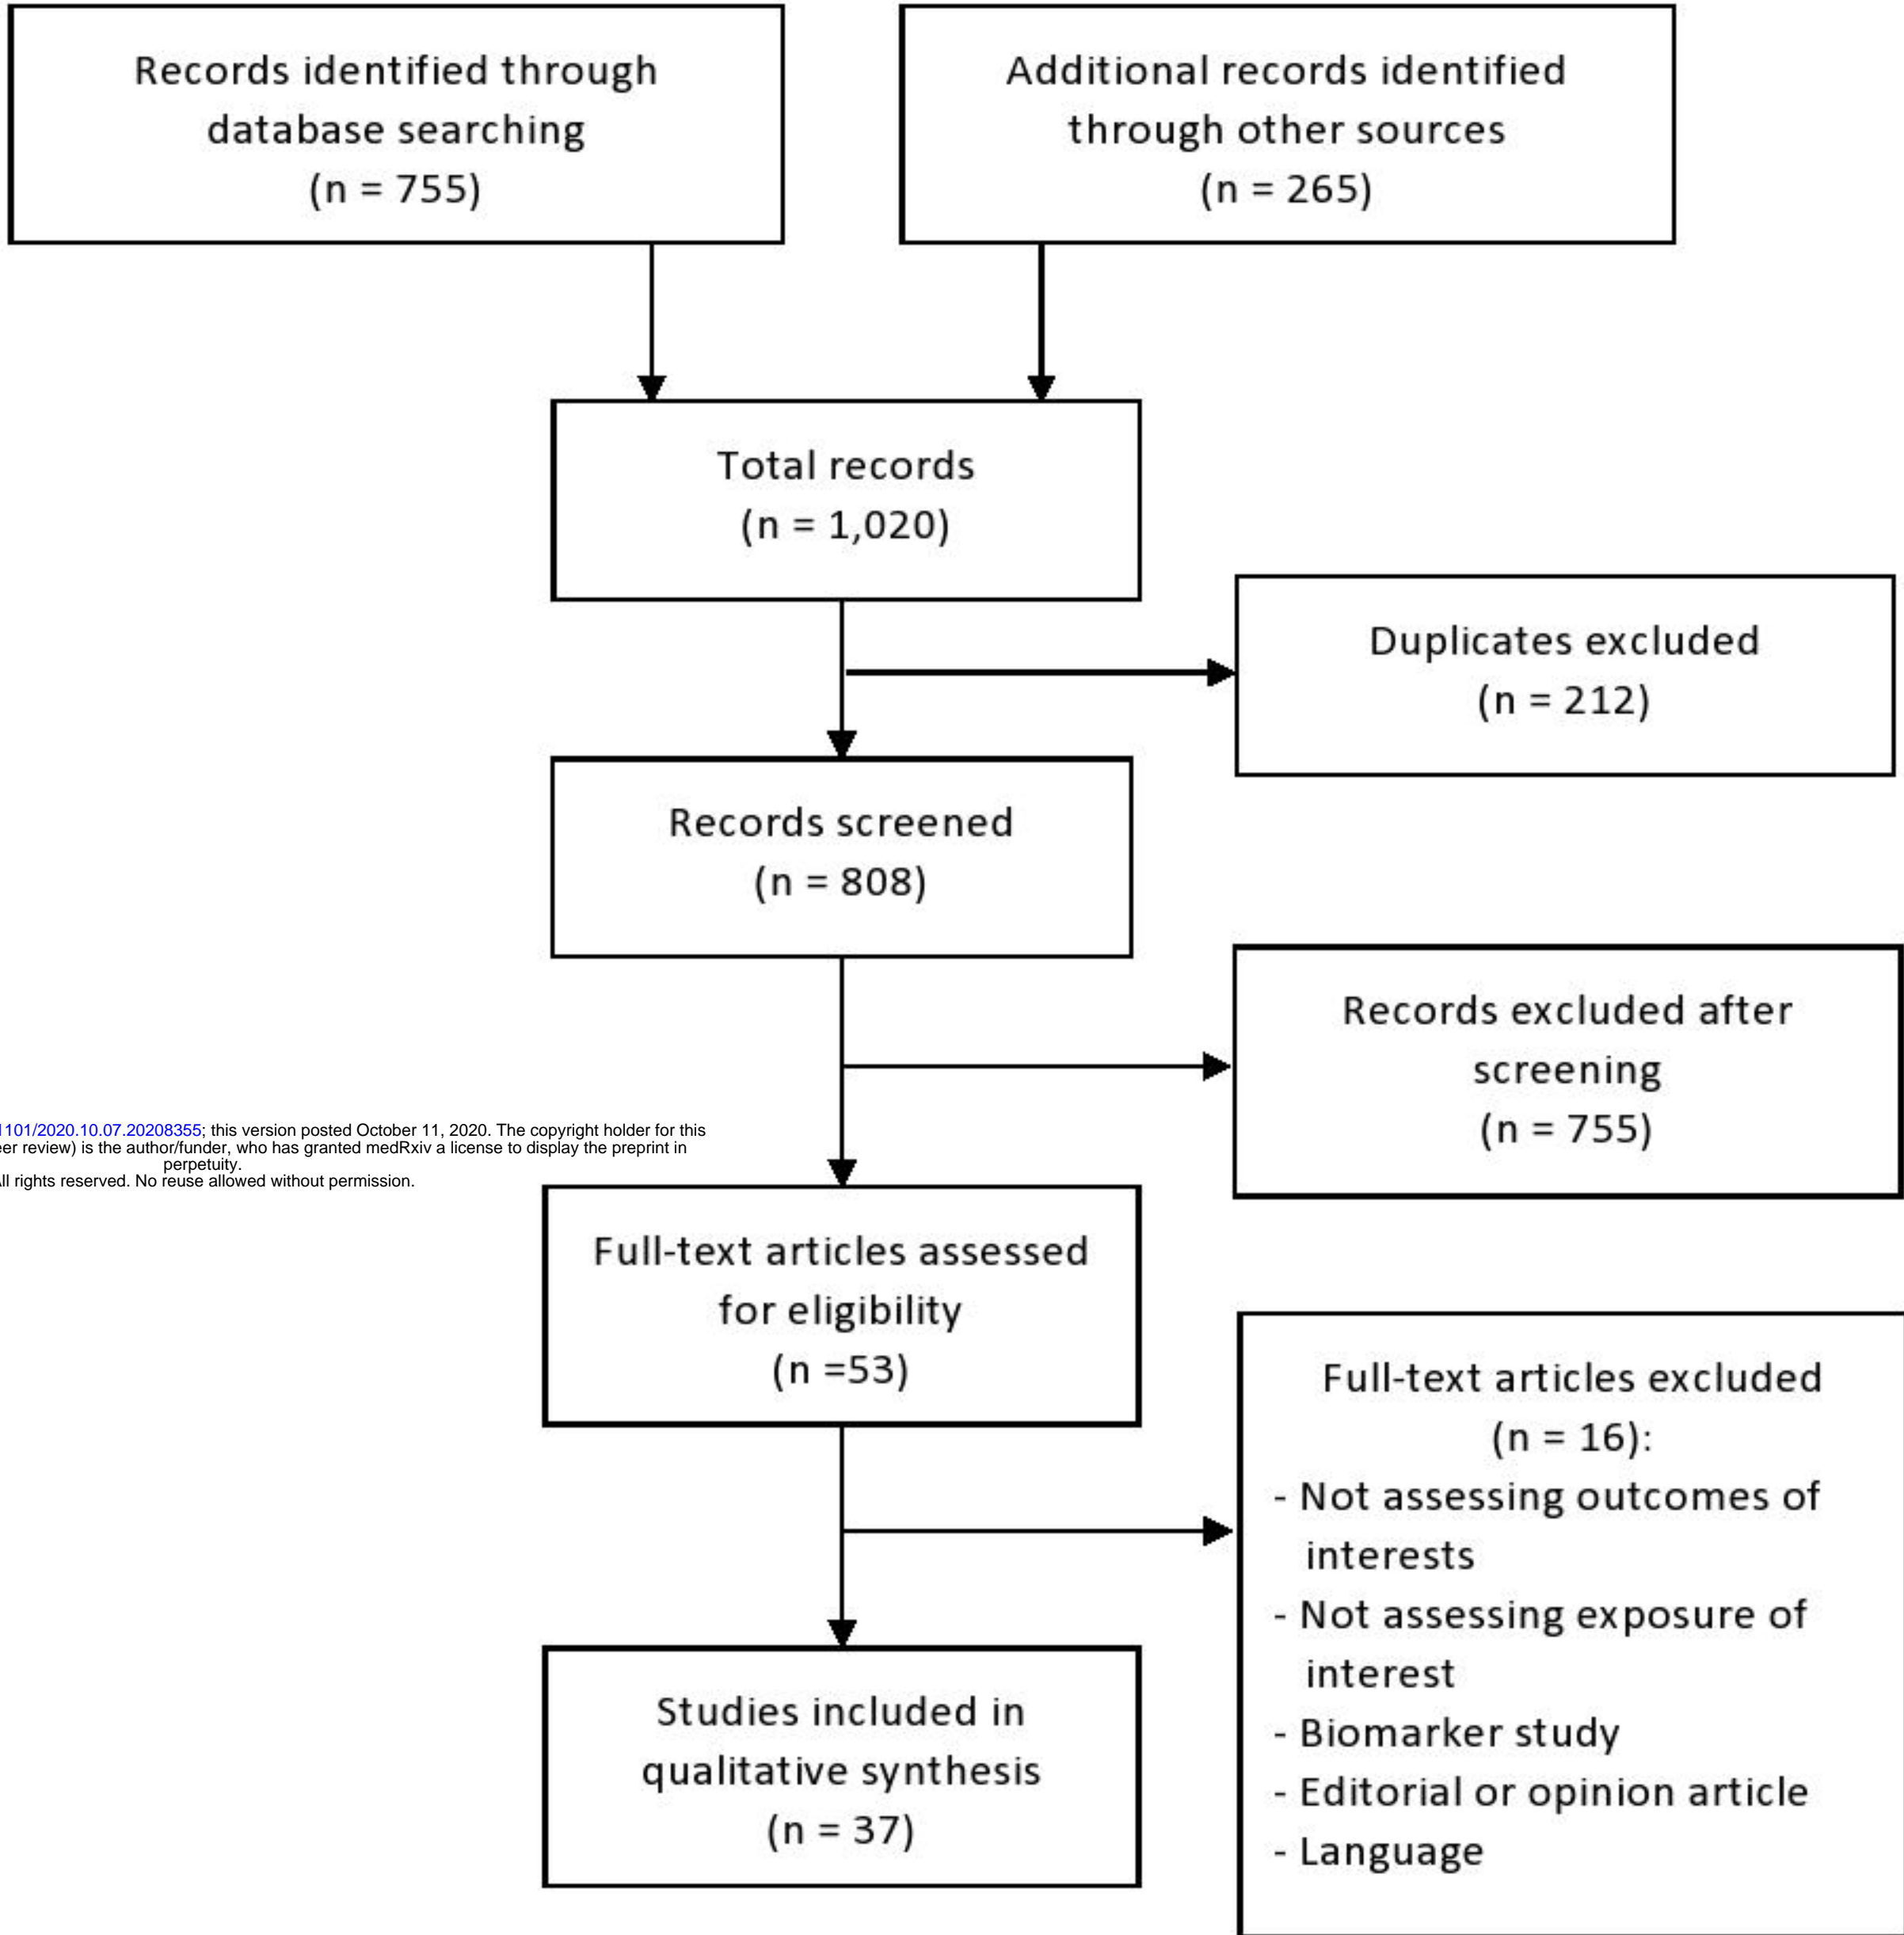 Records identified through
database searching
(n = 755)
Additional records identified
through other sources
(n = 265)
Total records
(n = 1,020)
Duplicates excluded
(n = 212)
Records screened
(n = 808)
Records excluded after
screening
(n = 755)
1101/2020.10.07.20208355; this version posted October 11, 2020. The copyright holder for this
er review) is the author/funder, who has granted medRxiv a license to display the preprint in
perpetuity.
ll rights reserved. No reuse allowed without permission.
Full-text articles assessed
for eligibility
(n =53)
Full-text articles excluded
(n = 16):
- Not assessing outcomes of
interests
- Not assessing exposure of
interest
- Biomarker study
- Editorial or opinion article
- Language
Studies included in
qualitative synthesis
(n = 37)